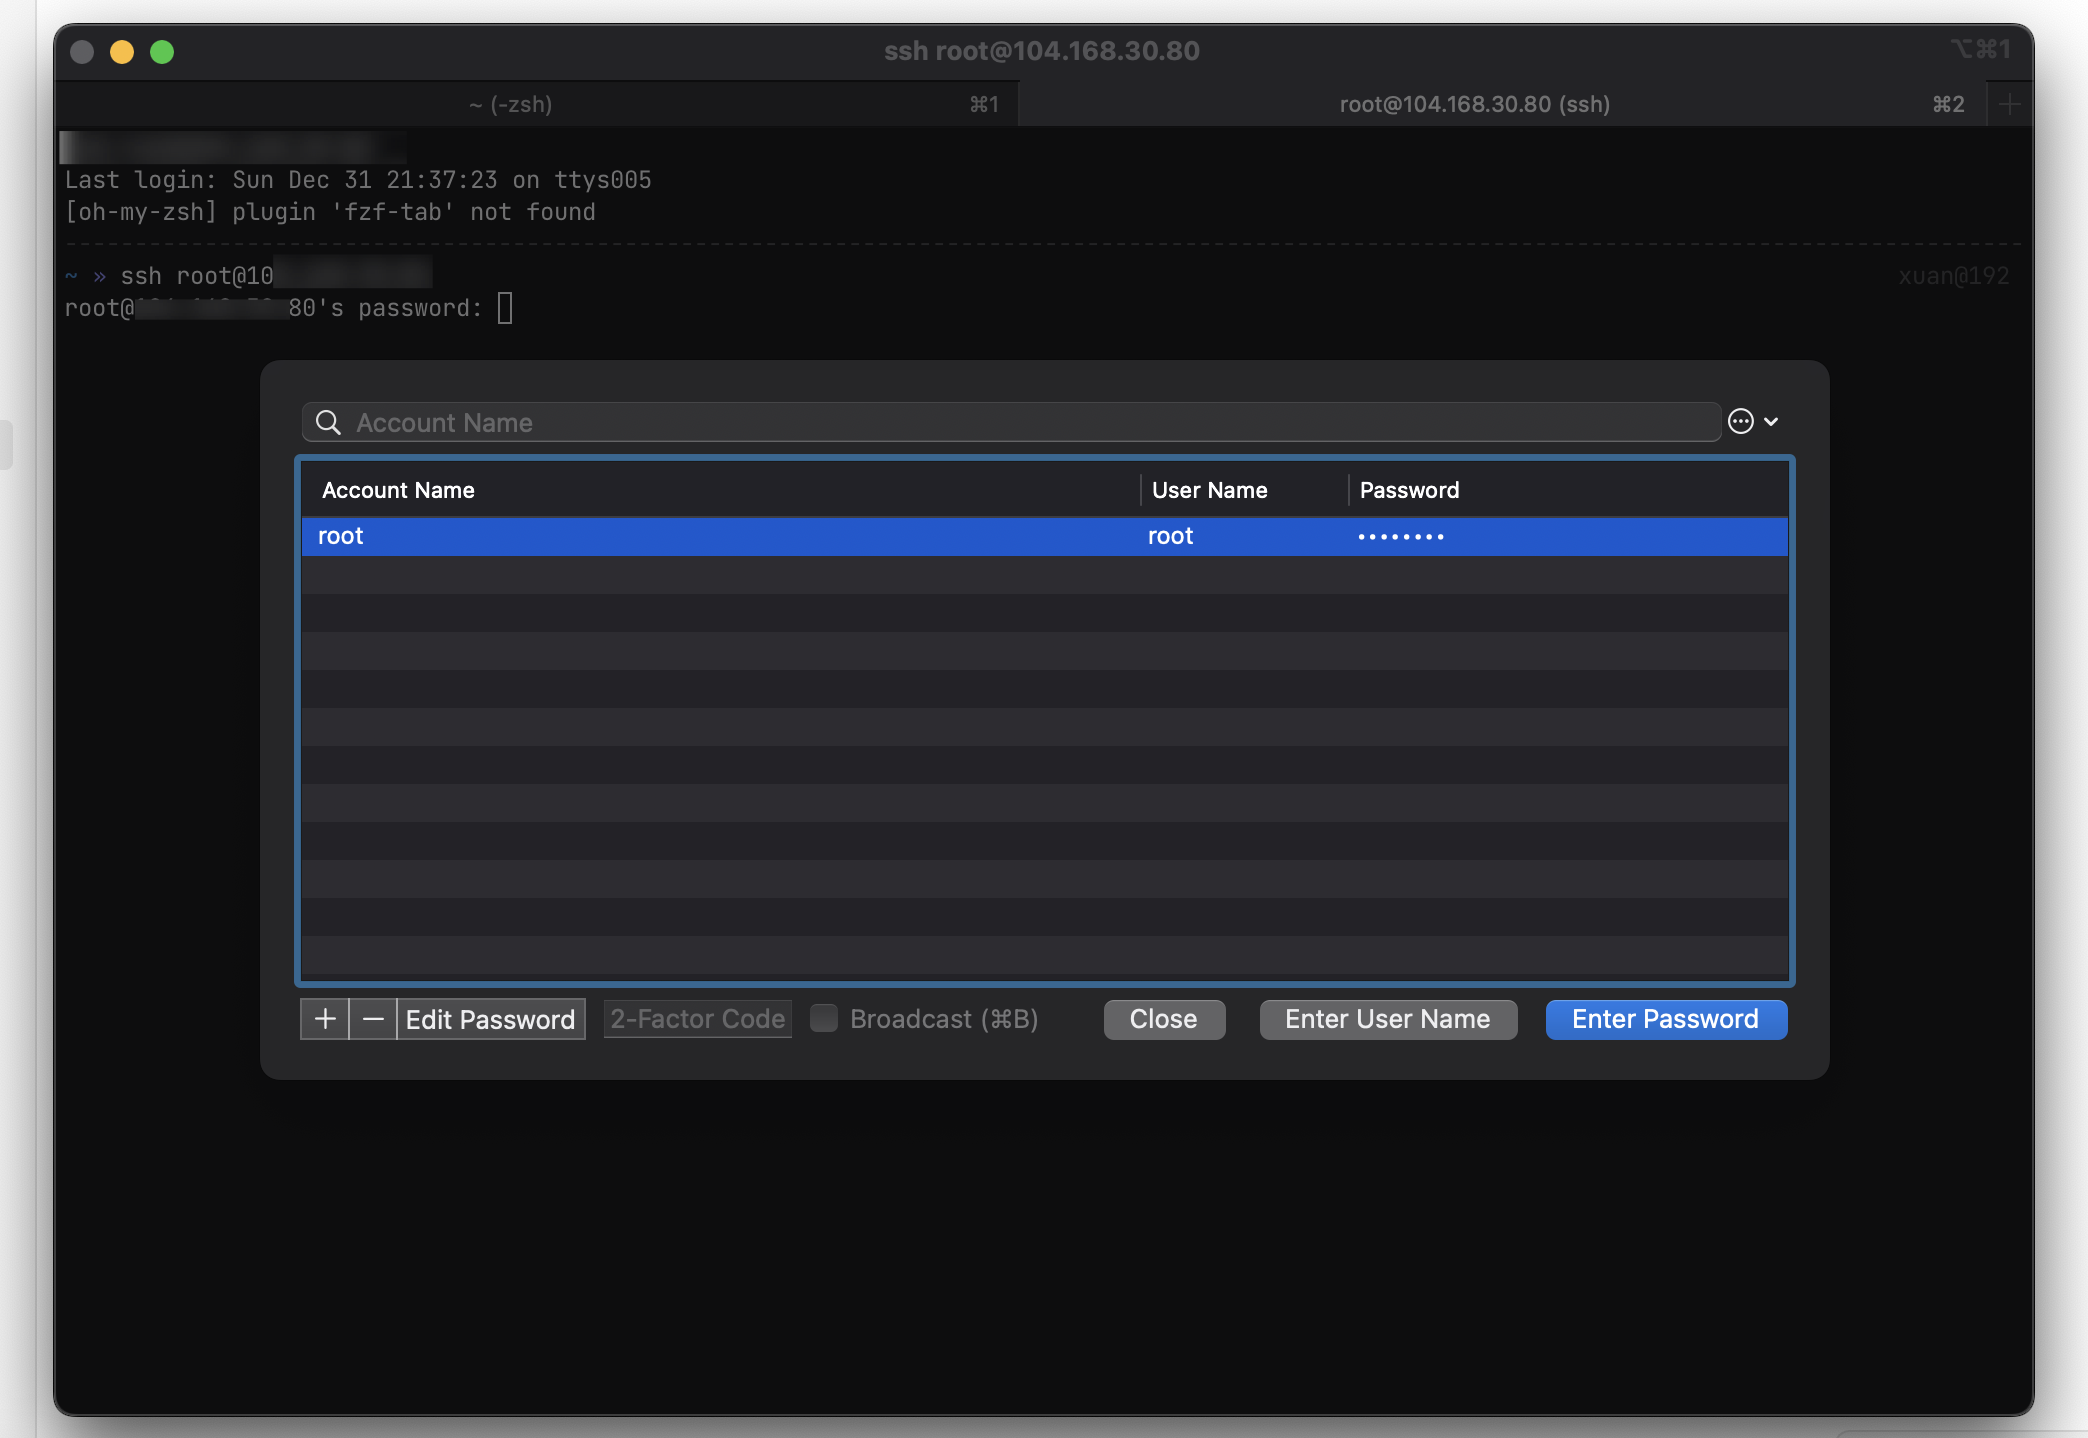 ssh root@104.168.30.80
⌥⌘1
~ (-zsh) ⌘1
root@104.168.30.80 (ssh) ⌘2
Last login: Sun Dec 31 21:37:23 on ttys005
[oh-my-zsh] plugin 'fzf-tab' not found
~ » ssh root@10
xuan@192
root@ 80's password:
Account Name
Account Name User Name Password
root root ••••••••
+ − Edit Password 2-Factor Code Broadcast (⌘B) Close Enter User Name Enter Password